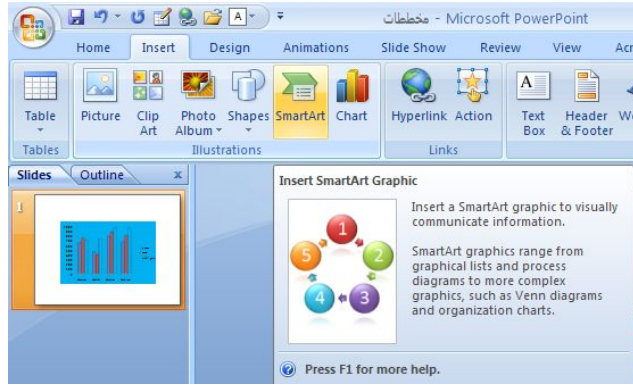 A
مخططات - Microsoft PowerPoint
Home Insert Design Animations Slide Show Review View
Table Picture Clip Art Photo Album Shapes SmartArt Chart Hyperlink Action Text Box Header & Footer
Tables Illustrations Links
Slides Outline x
1
Insert SmartArt Graphic
Insert a SmartArt graphic to visually
communicate information.
SmartArt graphics range from
graphical lists and process
diagrams to more complex
graphics, such as Venn diagrams
and organization charts.
1
5 2
4 3
Press F1 for more help.